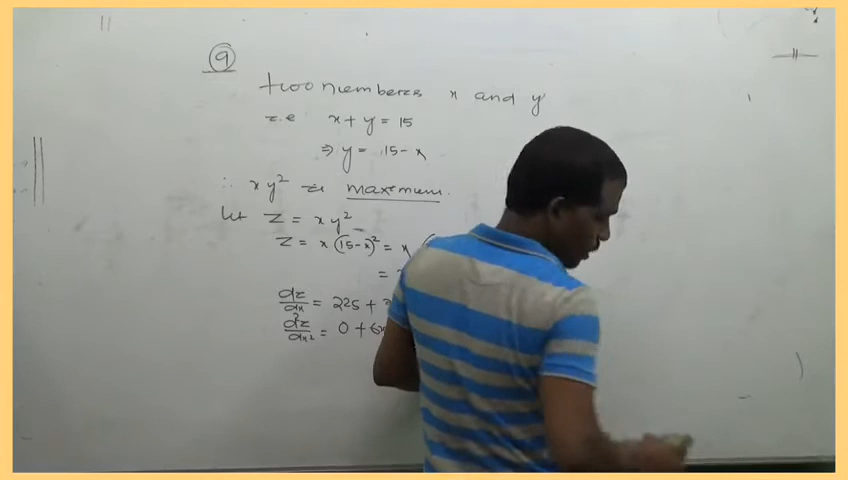 9
two numbers x and y
i.e x + y = 15
⇒ y = 15 - x
∴ xy² is maximum.
let z = xy²
z = x(15-x)² = x(
=
dz/dx = 225 +
d²z/dx² = 0 + 6x